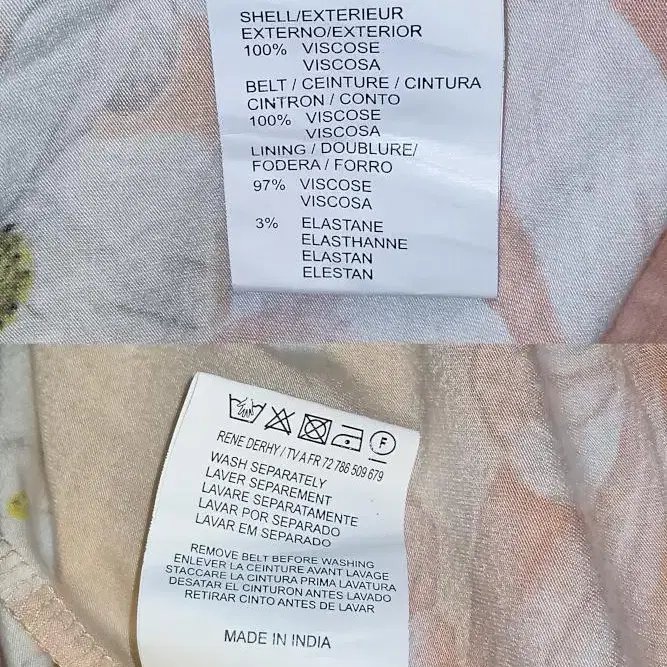 SHELL/EXTERIEUR
EXTERNO/EXTERIOR
100% VISCOSE
VISCOSA
BELT / CEINTURE / CINTURA
CINTRON / CONTO
100% VISCOSE
VISCOSA
LINING / DOUBLURE/
FODERA / FORRO
97% VISCOSE
VISCOSA
3% ELASTANE
ELASTHANNE
ELASTAN
ELESTAN
F
RENE DERHY / TV A FR 72 786 509 679
WASH SEPARATELY
LAVER SEPAREMENT
LAVARE SEPARATAMENTE
LAVAR POR SEPARADO
LAVAR EM SEPARADO
REMOVE BELT BEFORE WASHING
ENLEVER LA CEINTURE AVANT LAVAGE
STACCARE LA CINTURA PRIMA LAVATURA
DESATAR EL CINTURON ANTES LAVADO
RETIRAR CINTO ANTES DE LAVAR
MADE IN INDIA